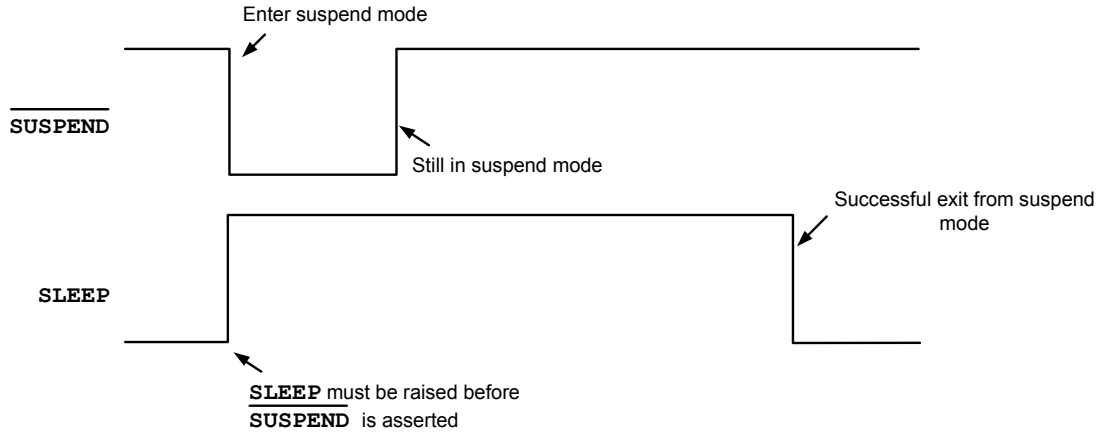 Enter suspend mode
SUSPEND
Still in suspend mode
Successful exit from suspend
mode
SLEEP
SLEEP must be raised before
SUSPEND is asserted